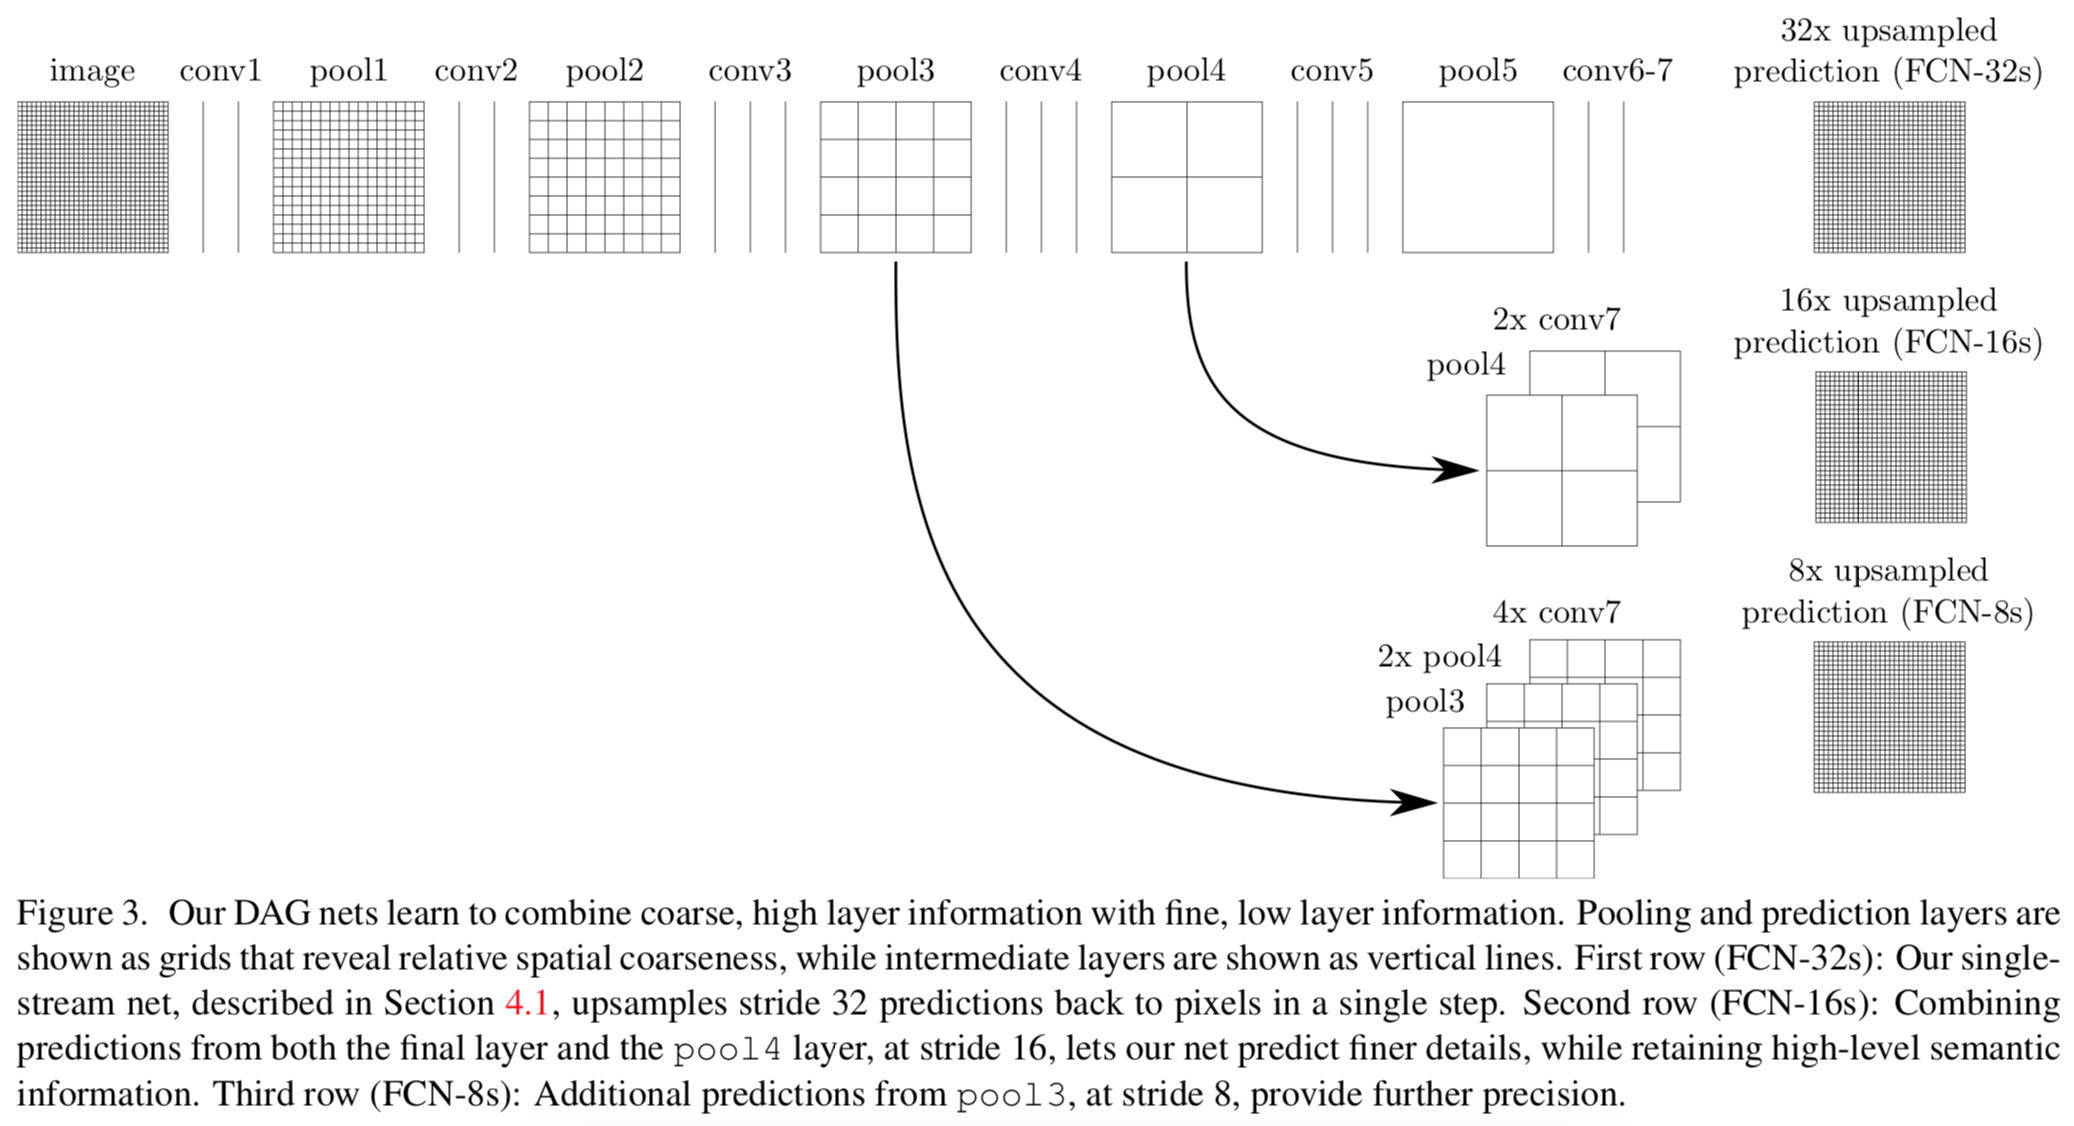 image conv1 pool1 conv2 pool2 conv3 pool3 conv4 pool4 conv5 pool5 conv6-7
32x upsampled
prediction (FCN-32s)
16x upsampled
prediction (FCN-16s)
2x conv7
pool4
8x upsampled
prediction (FCN-8s)
4x conv7
2x pool4
pool3
Figure 3. Our DAG nets learn to combine coarse, high layer information with fine, low layer information. Pooling and prediction layers are
shown as grids that reveal relative spatial coarseness, while intermediate layers are shown as vertical lines. First row (FCN-32s): Our single-
stream net, described in Section 4.1, upsamples stride 32 predictions back to pixels in a single step. Second row (FCN-16s): Combining
predictions from both the final layer and the pool4 layer, at stride 16, lets our net predict finer details, while retaining high-level semantic
information. Third row (FCN-8s): Additional predictions from pool3, at stride 8, provide further precision.